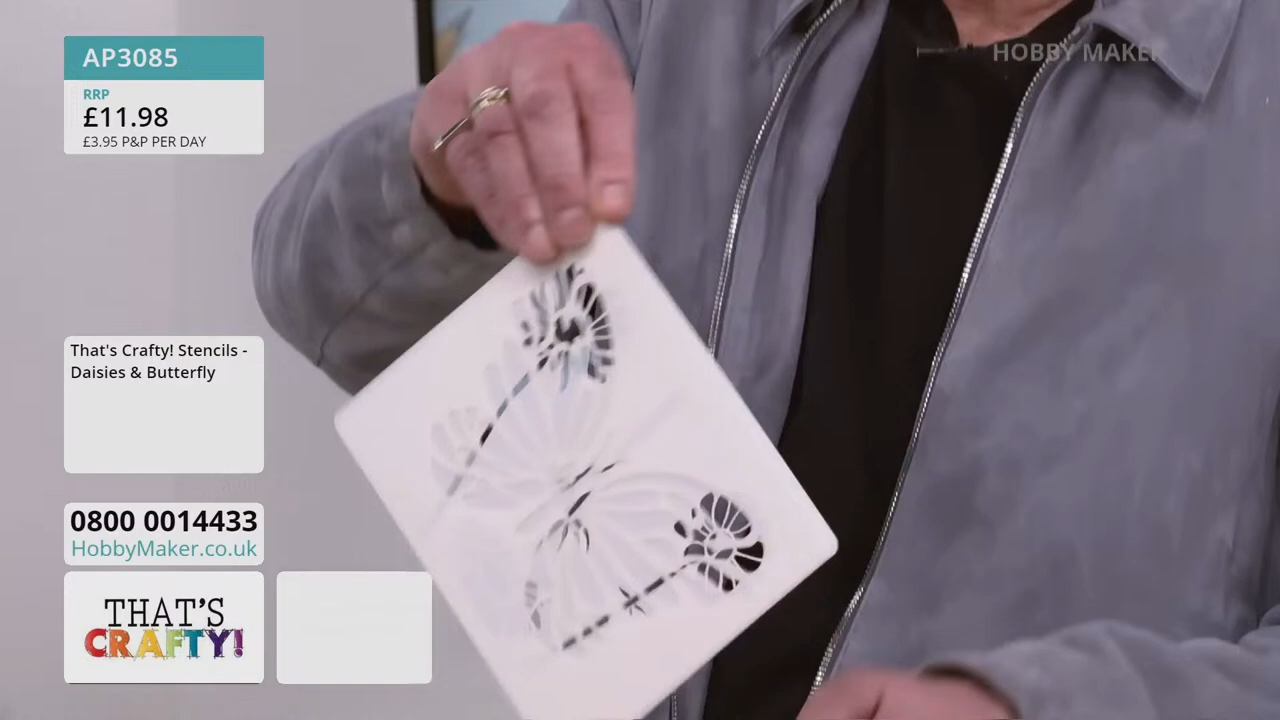 AP3085
RRP
£11.98
£3.95 P&P PER DAY
HOBBY MAKER
That's Crafty! Stencils -
Daisies & Butterfly
0800 0014433
HobbyMaker.co.uk
THAT'S
CRAFTY!